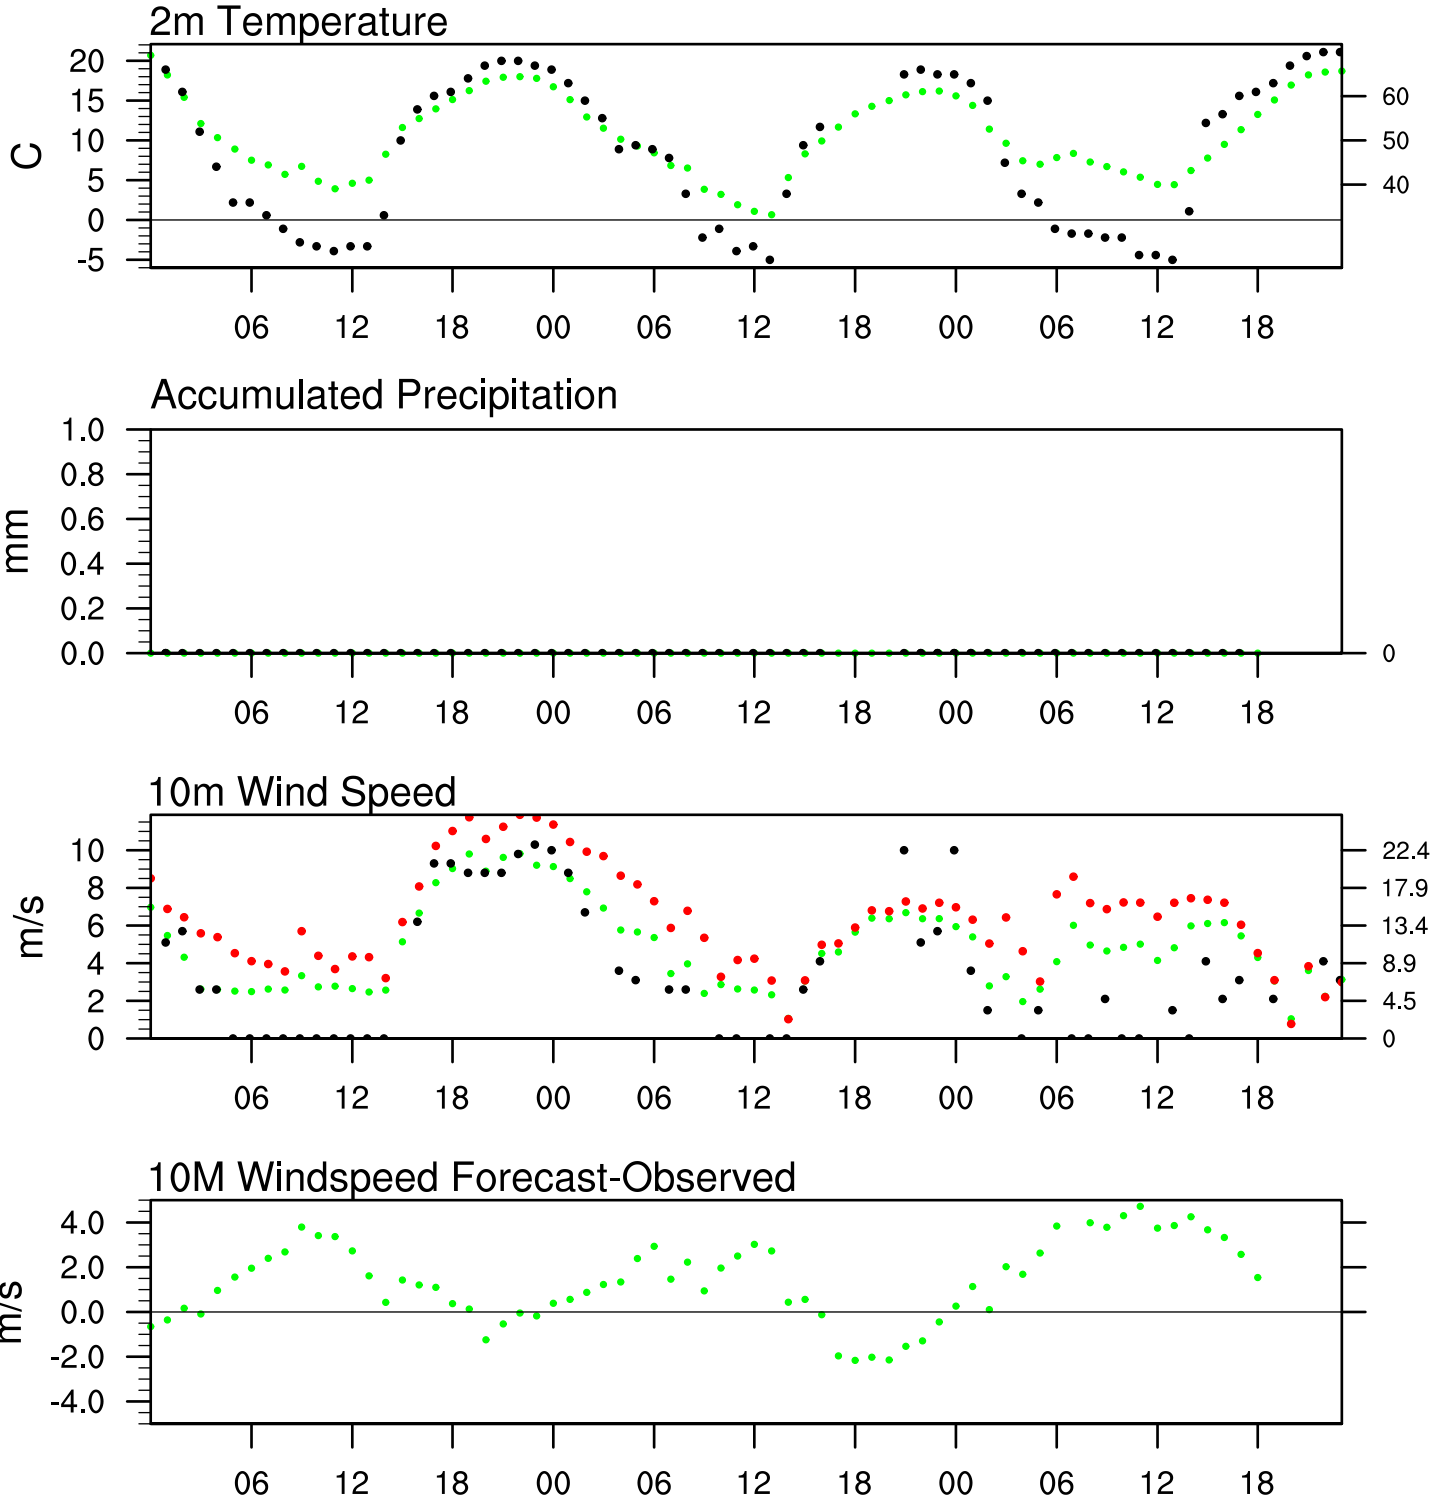 2m Temperature
20
15
10
5
0
-5
C
60
50
40
06 12 18 00 06 12 18 00 06 12 18
Accumulated Precipitation
1.0
0.8
0.6
0.4
0.2
0.0
mm
0
06 12 18 00 06 12 18 00 06 12 18
10m Wind Speed
10
8
6
4
2
0
m/s
22.4
17.9
13.4
8.9
4.5
0
06 12 18 00 06 12 18 00 06 12 18
10M Windspeed Forecast-Observed
4.0
2.0
0.0
-2.0
-4.0
m/s
06 12 18 00 06 12 18 00 06 12 18